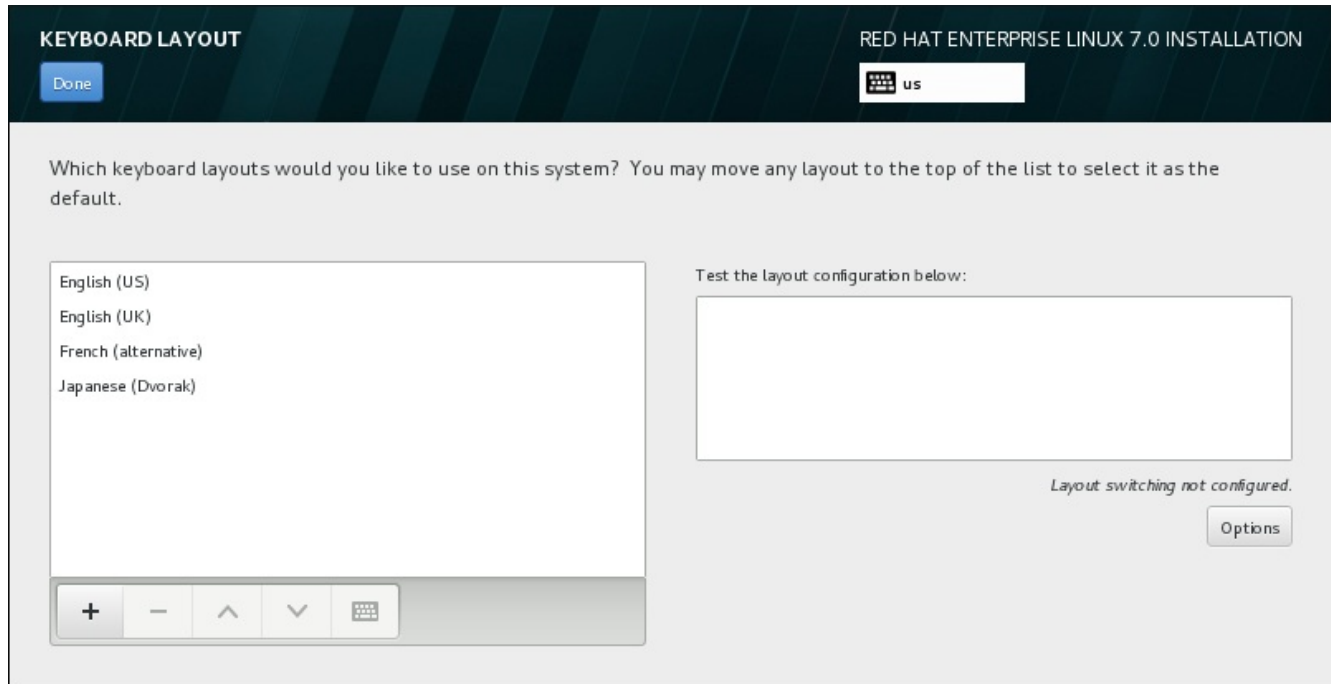 KEYBOARD LAYOUT
RED HAT ENTERPRISE LINUX 7.0 INSTALLATION
Done
us
Which keyboard layouts would you like to use on this system? You may move any layout to the top of the list to select it as the
default.
English (US)
English (UK)
French (alternative)
Japanese (Dvorak)
Test the layout configuration below:
Layout switching not configured.
Options